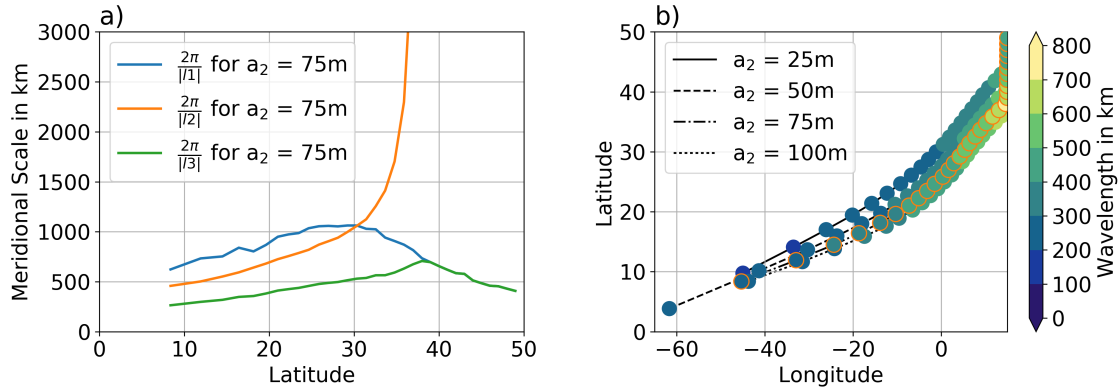 a)
3000
2500
2000
1500
1000
500
0
Meridional Scale in km
2π/|l1| for a₂ = 75m
2π/|l2| for a₂ = 75m
2π/|l3| for a₂ = 75m
0 10 20 30 40 50
Latitude
b)
50
40
30
20
10
0
Latitude
a₂ = 25m
a₂ = 50m
a₂ = 75m
a₂ = 100m
−60 −40 −20 0
Longitude
800
700
600
500
400
300
200
100
0
Wavelength in km